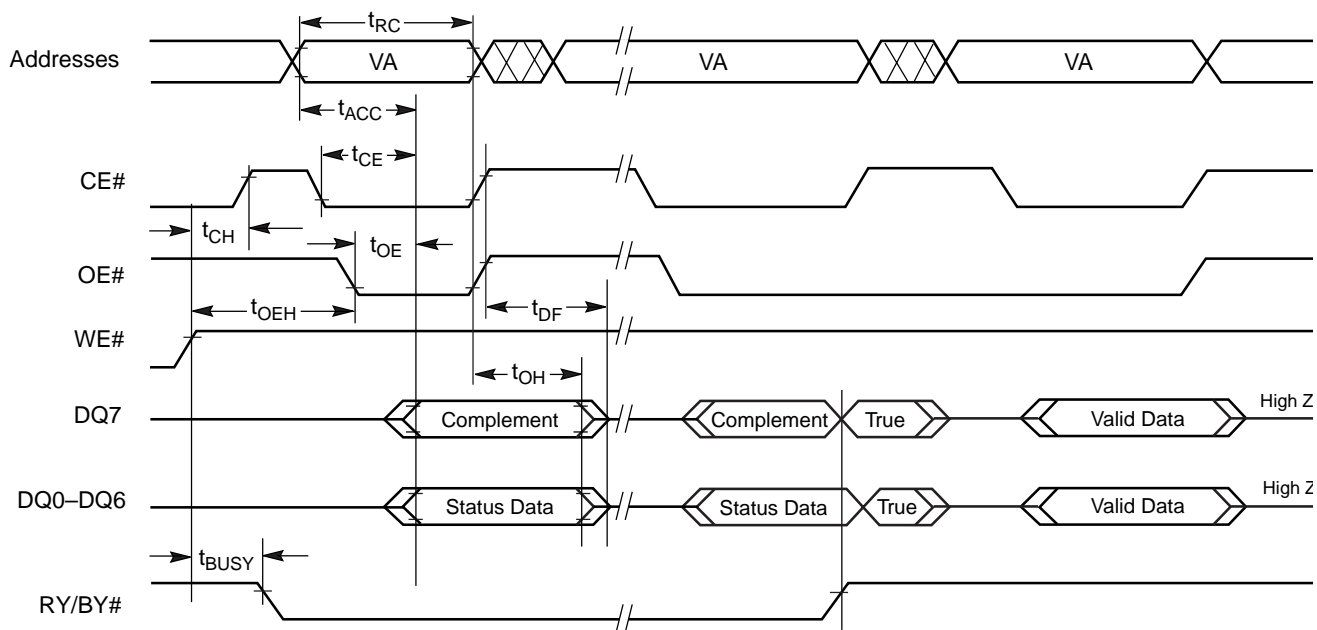 tRC
Addresses VA VA VA
tACC
tCE
CE#
tCH tOE
OE#
tOEH tDF
WE#
tOH
DQ7 Complement Complement True Valid Data High Z
DQ0–DQ6 Status Data Status Data True Valid Data High Z
tBUSY
RY/BY#